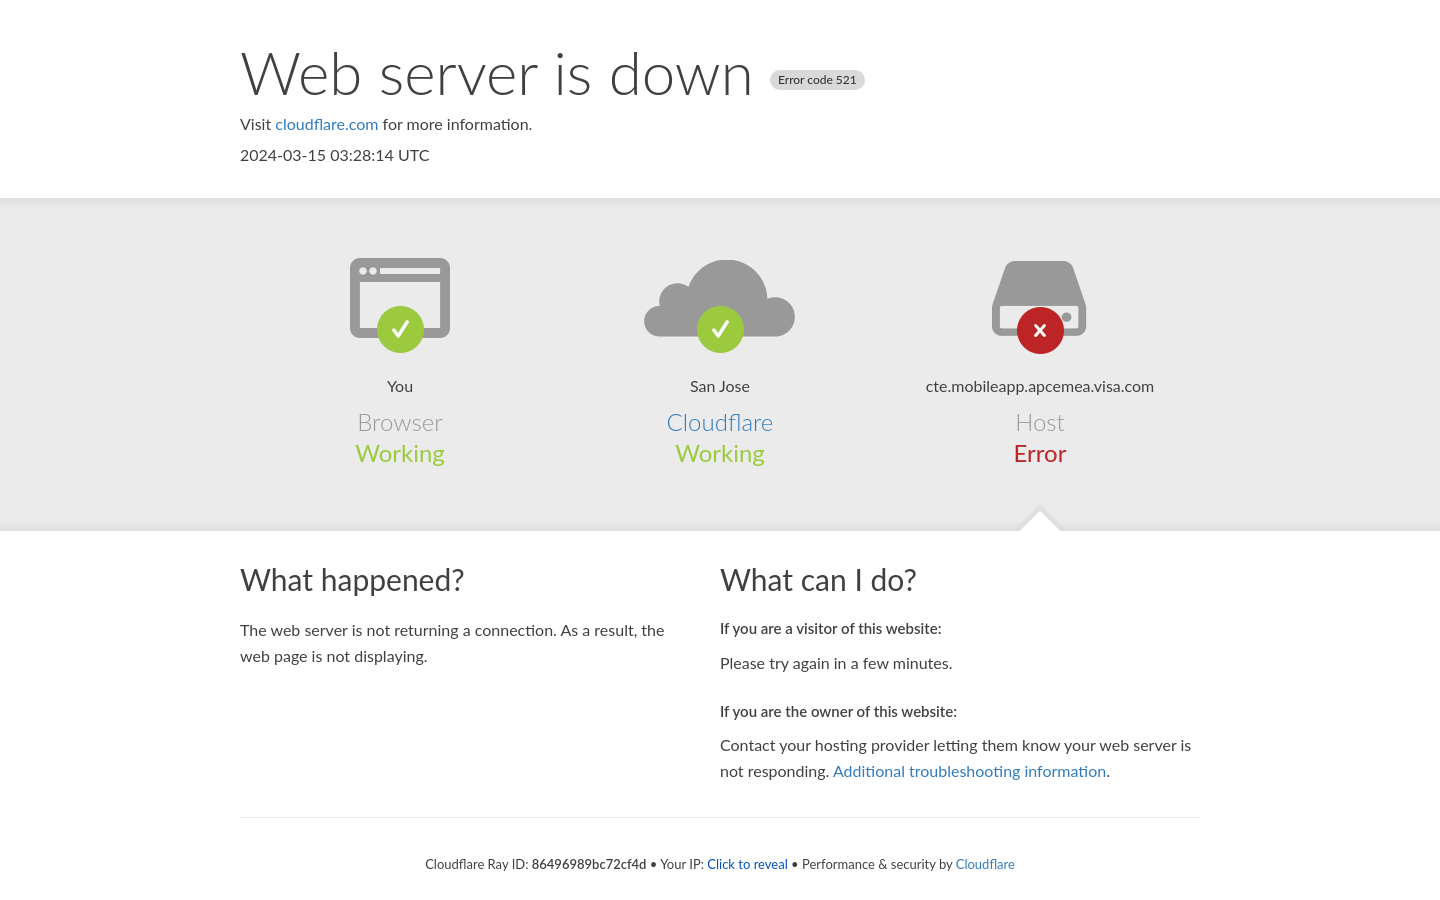 Web server is down Error code 521
Visit cloudflare.com for more information.
2024-03-15 03:28:14 UTC
You
Browser
Working
San Jose
Cloudflare
Working
cte.mobileapp.apcemea.visa.com
Host
Error
What happened?
The web server is not returning a connection. As a result, the
web page is not displaying.
What can I do?
If you are a visitor of this website:
Please try again in a few minutes.
If you are the owner of this website:
Contact your hosting provider letting them know your web server is
not responding. Additional troubleshooting information.
Cloudflare Ray ID: 86496989bc72cf4d • Your IP: Click to reveal • Performance & security by Cloudflare